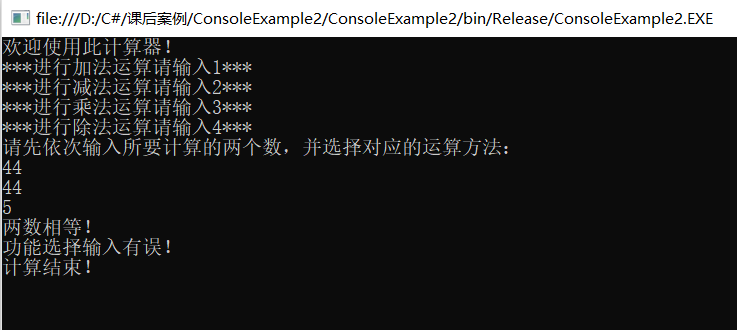 file:///D:/C#/课后案例/ConsoleExample2/ConsoleExample2/bin/Release/ConsoleExample2.EXE
欢迎使用此计算器!
***进行加法运算请输入1***
***进行减法运算请输入2***
***进行乘法运算请输入3***
***进行除法运算请输入4***
请先依次输入所要计算的两个数，并选择对应的运算方法:
44
44
5
两数相等!
功能选择输入有误!
计算结束!